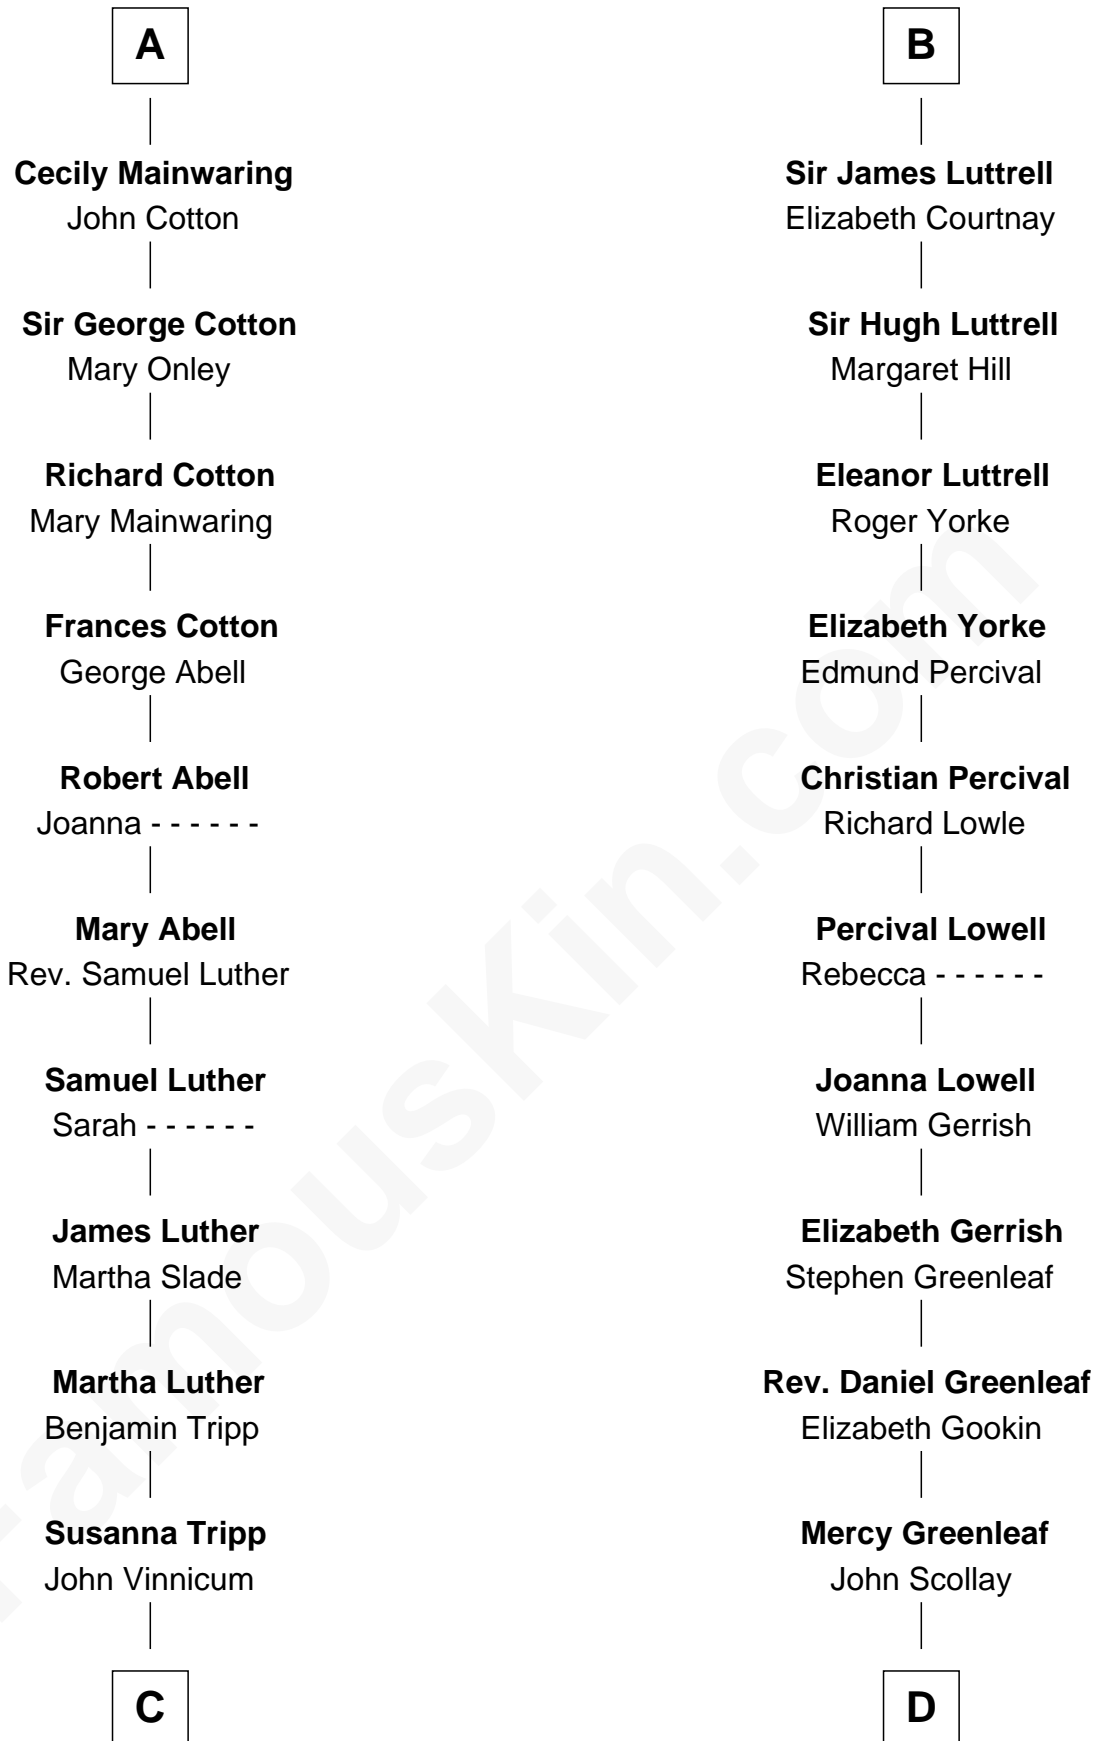 A
Cecily Mainwaring
John Cotton
Sir George Cotton
Mary Onley
Richard Cotton
Mary Mainwaring
Frances Cotton
George Abell
Robert Abell
Joanna - - - - - -
Mary Abell
Rev. Samuel Luther
Samuel Luther
Sarah - - - - - -
James Luther
Martha Slade
Martha Luther
Benjamin Tripp
Susanna Tripp
John Vinnicum
C
B
Sir James Luttrell
Elizabeth Courtnay
Sir Hugh Luttrell
Margaret Hill
Eleanor Luttrell
Roger Yorke
Elizabeth Yorke
Edmund Percival
Christian Percival
Richard Lowle
Percival Lowell
Rebecca - - - - - -
Joanna Lowell
William Gerrish
Elizabeth Gerrish
Stephen Greenleaf
Rev. Daniel Greenleaf
Elizabeth Gookin
Mercy Greenleaf
John Scollay
D
FamousKin.com